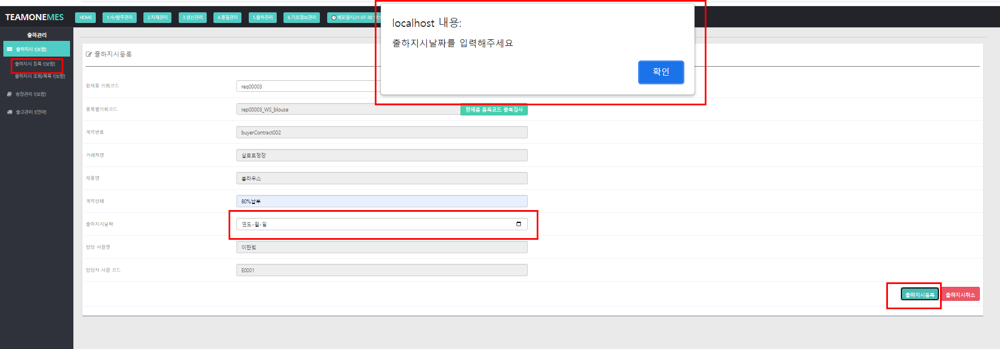 TEAMONEMES
HOME
1.수/발주관리
2.자재관리
3.생산관리
4.품질관리
5.출하관리
6.기초정보관리
배포일시:21-07-30
localhost 내용:
출하지시날짜를 입력해주세요
확인
출하관리
출하지시 ![보람]
출하지시 등록 ![보람]
출하지시 조회/목록 ![보람]
송장관리 ![보람]
출고관리 ![민아]
출하지시등록
완제품 의뢰코드
req00003
품목별의뢰코드
rep00003_WS_blouse
완제품 품목코드 중복검사
계약번호
buyerContract002
거래처명
살로토정장
제품명
블라우스
계약상태
80%납부
출하지시날짜
연도-월-일
담당 사원명
이한빛
담당자 사원 코드
E0001
출하지시등록
출하지시취소